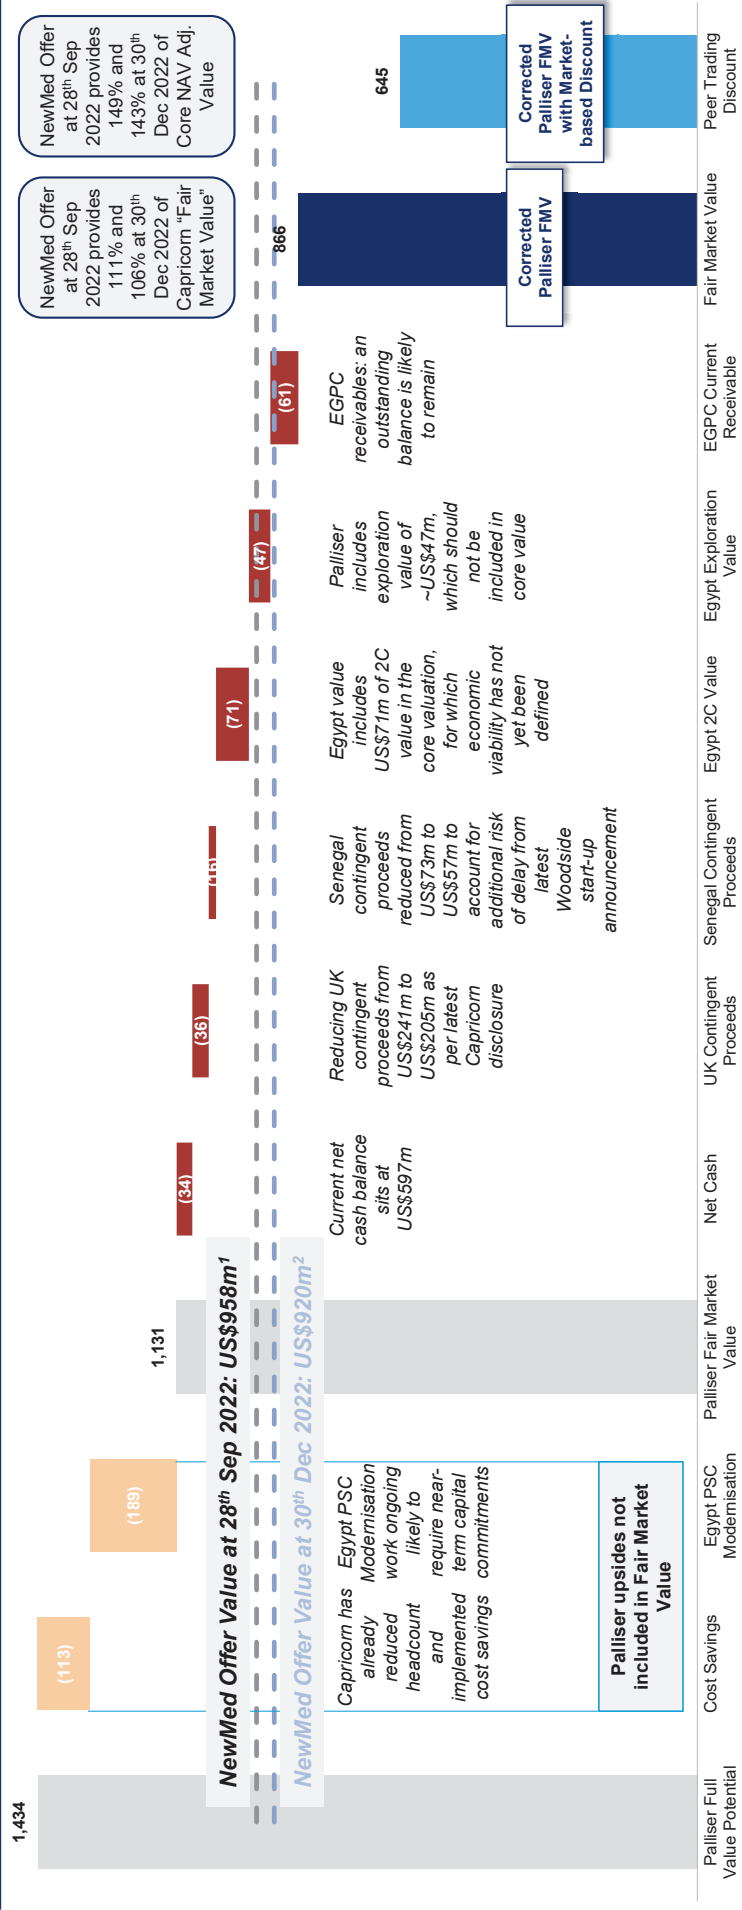 1,434
(113)
(189)
1,131
(34)
(36)
(71)
(47)
(61)
866
645
NewMed Offer
at 28th Sep
2022 provides
111% and
106% at 30th
Dec 2022 of
Capricorn “Fair
Market Value”
NewMed Offer
at 28th Sep
2022 provides
149% and
143% at 30th
Dec 2022 of
Core NAV Adj.
Value
NewMed Offer Value at 28th Sep 2022: US$958m1
NewMed Offer Value at 30th Dec 2022: US$920m2
Capricorn has
already
reduced
headcount
and
implemented
cost savings
Egypt PSC
Modernisation
work ongoing
likely to
require near-
term capital
commitments
Palliser upsides not
included in Fair Market
Value
Current net
cash balance
sits at
US$597m
Reducing UK
contingent
proceeds from
US$241m to
US$205m as
per latest
Capricorn
disclosure
Senegal
contingent
proceeds
reduced from
US$73m to
US$57m to
account for
additional risk
of delay from
latest
Woodside
start-up
announcement
Egypt value
includes
US$71m of 2C
value in the
core valuation,
for which
economic
viability has not
yet been
defined
Palliser
includes
exploration
value of
~US$47m,
which should
not be
included in
core value
EGPC
receivables: an
outstanding
balance is likely
to remain
Corrected
Palliser FMV
Corrected
Palliser FMV
with Market-
based Discount
Palliser Full
Value Potential
Cost Savings
Egypt PSC
Modernisation
Palliser Fair Market
Value
Net Cash
UK Contingent
Proceeds
Senegal Contingent
Proceeds
Egypt 2C Value
Egypt Exploration
Value
EGPC Current
Receivable
Fair Market Value
Peer Trading
Discount